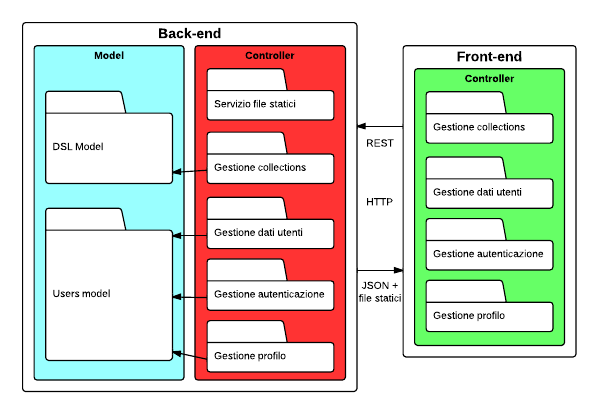 Back-end
Model
DSL Model
Users model
Controller
Servizio file statici
Gestione collections
Gestione dati utenti
Gestione autenticazione
Gestione profilo
REST
HTTP
JSON +
file statici
Front-end
Controller
Gestione collections
Gestione dati utenti
Gestione autenticazione
Gestione profilo